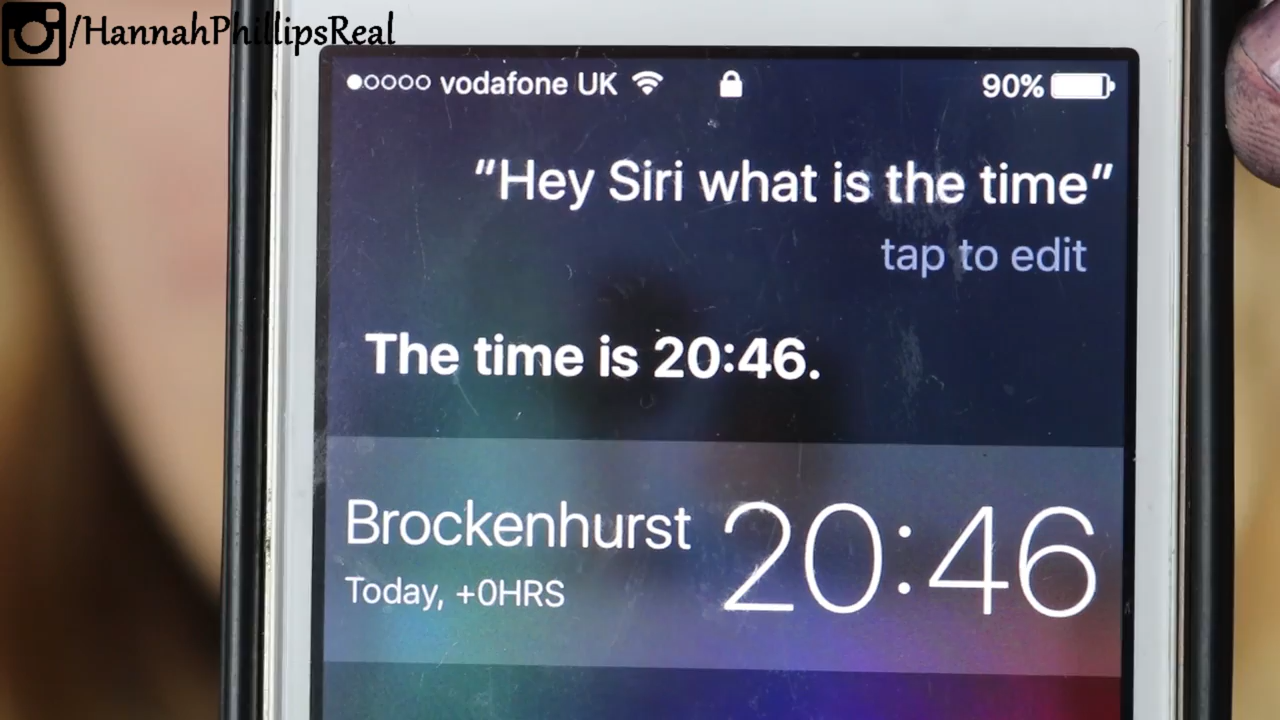 /HannahPhillipsReal
vodafone UK 90%
“Hey Siri what is the time”
tap to edit
The time is 20:46.
Brockenhurst 20:46
Today, +0HRS